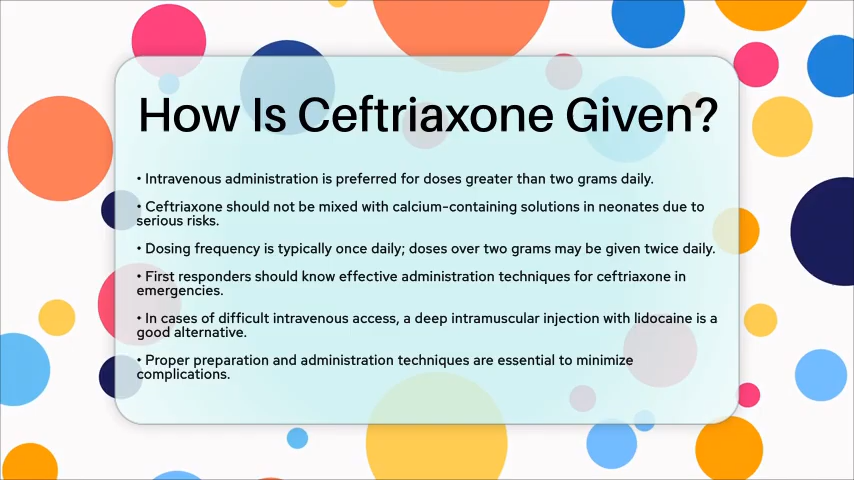 How Is Ceftriaxone Given?
• Intravenous administration is preferred for doses greater than two grams daily.
• Ceftriaxone should not be mixed with calcium-containing solutions in neonates due to
serious risks.
• Dosing frequency is typically once daily; doses over two grams may be given twice daily.
• First responders should know effective administration techniques for ceftriaxone in
emergencies.
• In cases of difficult intravenous access, a deep intramuscular injection with lidocaine is a
good alternative.
• Proper preparation and administration techniques are essential to minimize
complications.